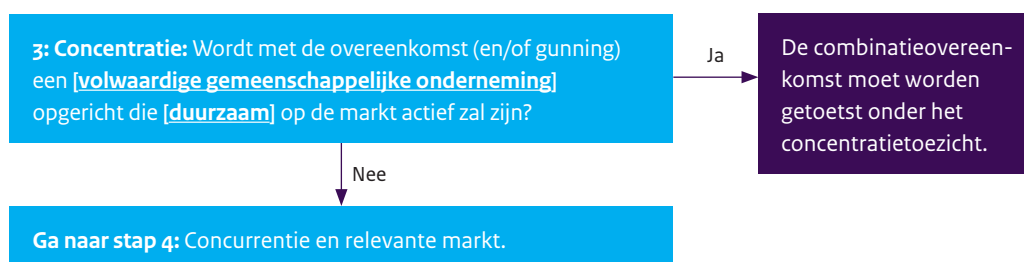 3: Concentratie: Wordt met de overeenkomst (en/of gunning)
een [volwaardige gemeenschappelijke onderneming]
opgericht die [duurzaam] op de markt actief zal zijn?
Ja
De combinatieovereen-
komst moet worden
getoetst onder het
concentratietoezicht.
Nee
Ga naar stap 4: Concurrentie en relevante markt.